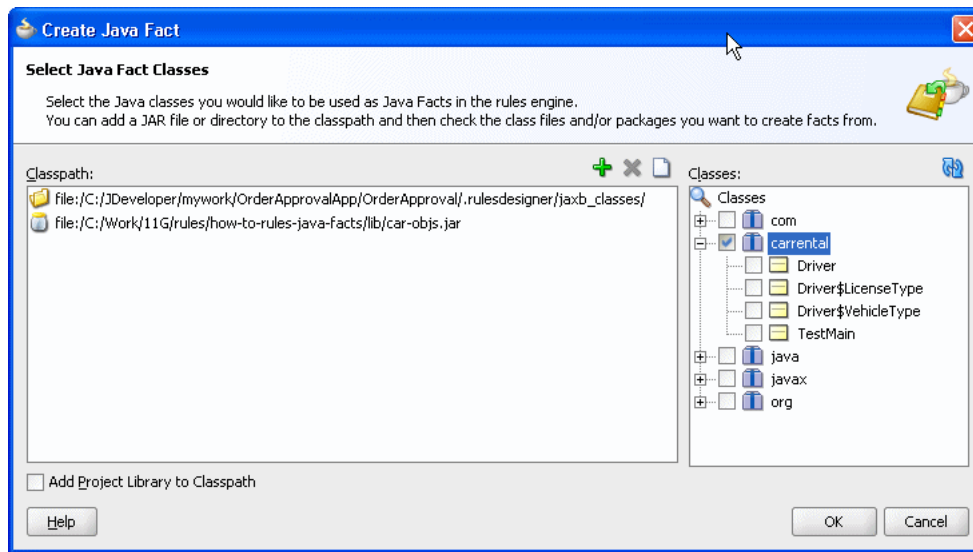 Create Java Fact
Select Java Fact Classes
Select the Java classes you would like to be used as Java Facts in the rules engine.
You can add a JAR file or directory to the classpath and then check the class files and/or packages you want to create facts from.
Classpath:
file:/C:/JDeveloper/mywork/OrderApprovalApp/OrderApproval/.rulesdesigner/jaxb_classes/
file:/C:/Work/11G/rules/how-to-rules-java-facts/lib/car-objs.jar
Classes:
Classes
com
carrental
Driver
Driver$LicenseType
Driver$VehicleType
TestMain
java
javax
org
Add Project Library to Classpath
Help
OK
Cancel